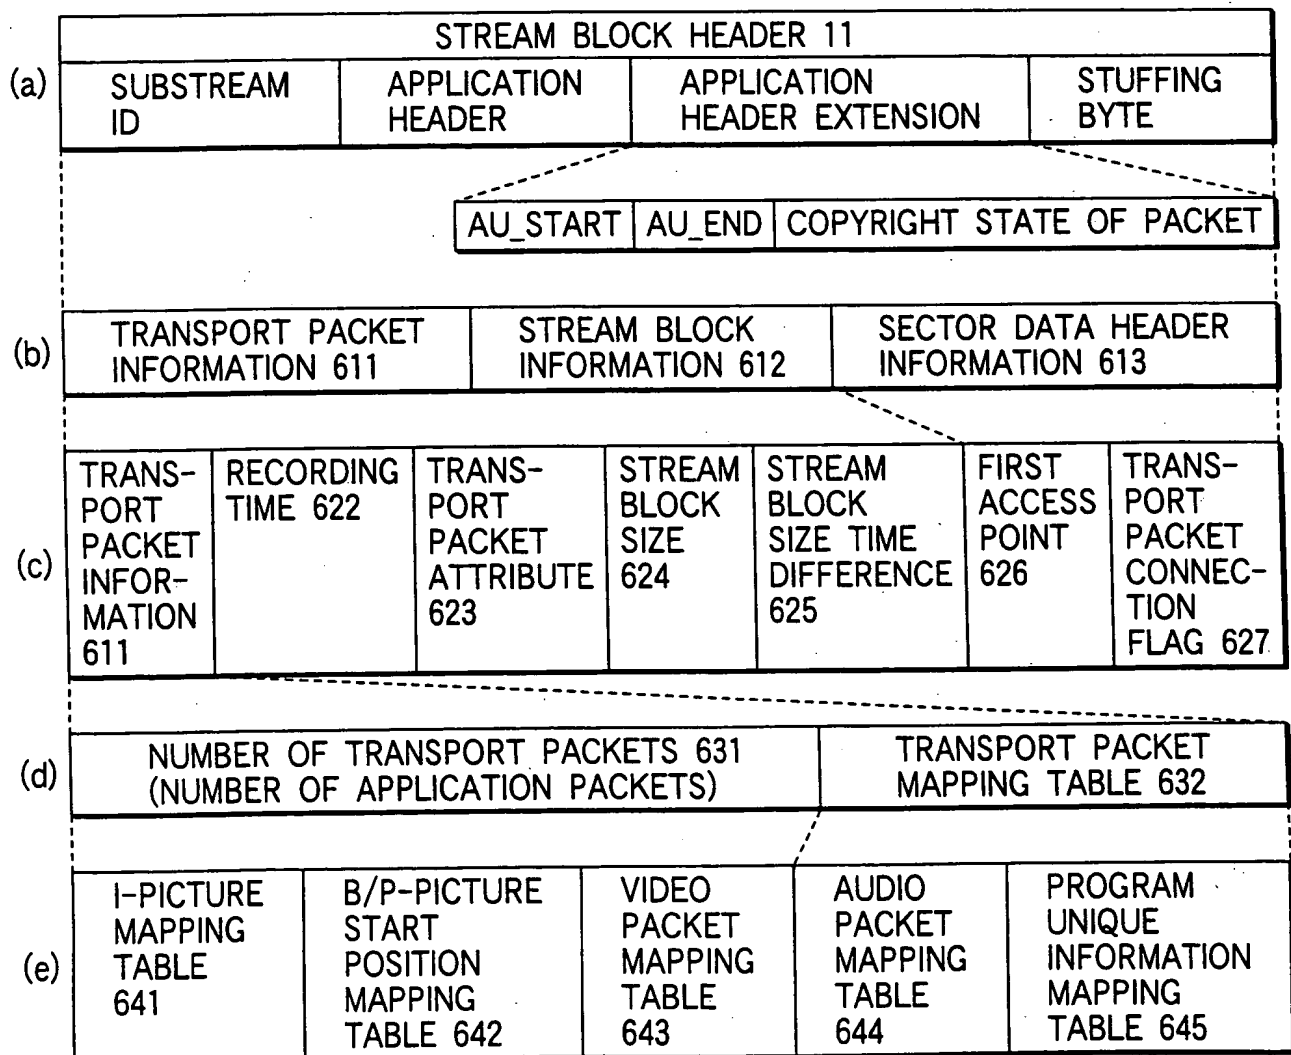 STREAM BLOCK HEADER 11
(a)
SUBSTREAM
ID
APPLICATION
HEADER
APPLICATION
HEADER EXTENSION
STUFFING
BYTE
AU_START
AU_END
COPYRIGHT STATE OF PACKET
(b)
TRANSPORT PACKET
INFORMATION 611
STREAM BLOCK
INFORMATION 612
SECTOR DATA HEADER
INFORMATION 613
(c)
TRANS-
PORT
PACKET
INFOR-
MATION
611
RECORDING
TIME 622
TRANS-
PORT
PACKET
ATTRIBUTE
623
STREAM
BLOCK
SIZE
624
STREAM
BLOCK
SIZE TIME
DIFFERENCE
625
FIRST
ACCESS
POINT
626
TRANS-
PORT
PACKET
CONNEC-
TION
FLAG 627
(d)
NUMBER OF TRANSPORT PACKETS 631
(NUMBER OF APPLICATION PACKETS)
TRANSPORT PACKET
MAPPING TABLE 632
(e)
I-PICTURE
MAPPING
TABLE
641
B/P-PICTURE
START
POSITION
MAPPING
TABLE 642
VIDEO
PACKET
MAPPING
TABLE
643
AUDIO
PACKET
MAPPING
TABLE
644
PROGRAM
UNIQUE
INFORMATION
MAPPING
TABLE 645